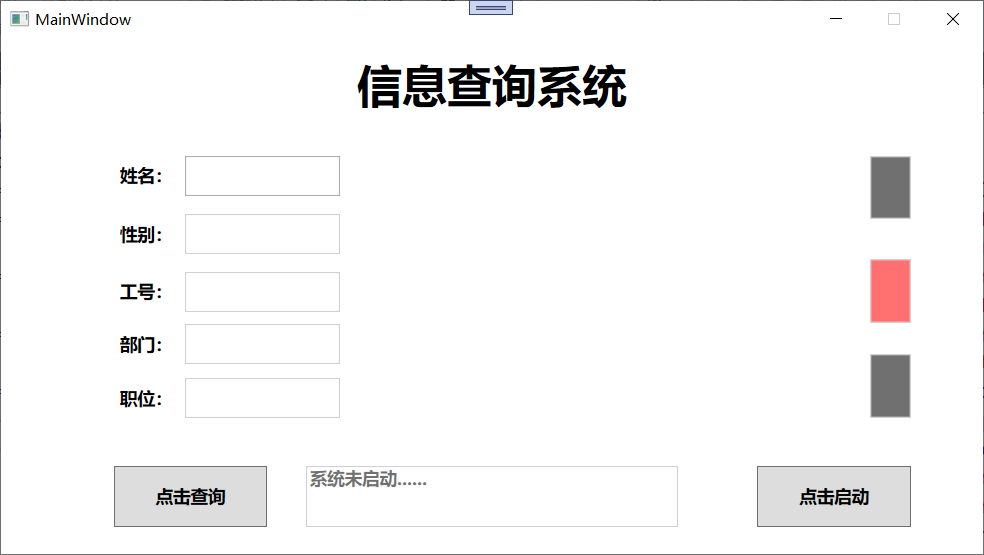 MainWindow
信息查询系统
姓名：
性别：
工号：
部门：
职位：
点击查询
系统未启动......
点击启动